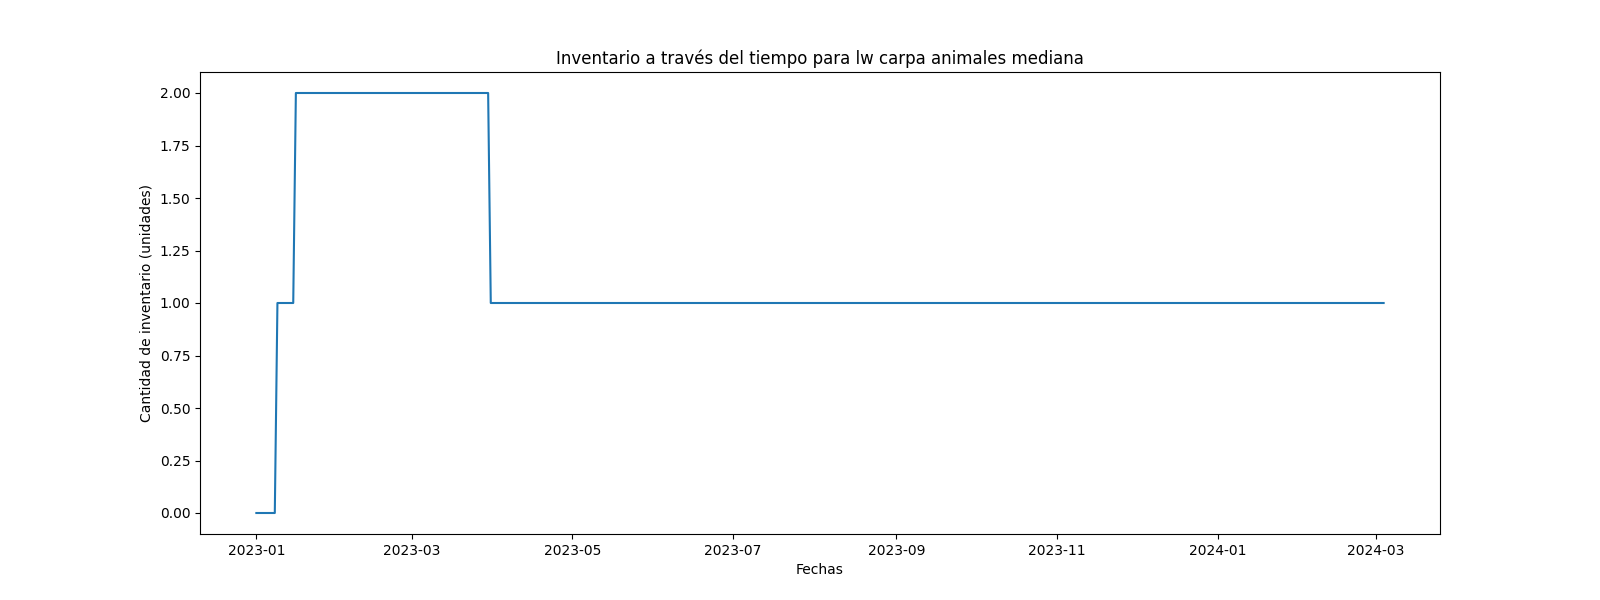 Inventario a través del tiempo para lw carpa animales mediana
Cantidad de inventario (unidades)
2.00
1.75
1.50
1.25
1.00
0.75
0.50
0.25
0.00
2023-01 2023-03 2023-05 2023-07 2023-09 2023-11 2024-01 2024-03
Fechas